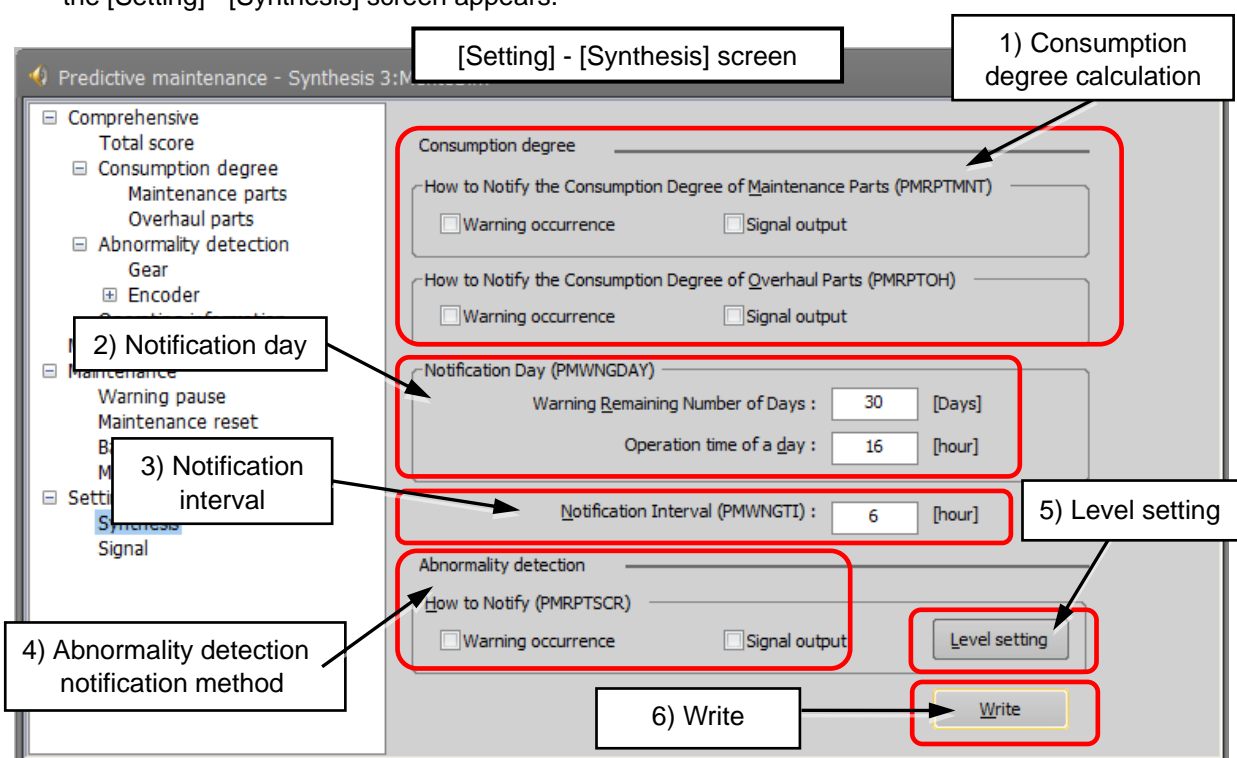 the [Setting] - [Synthesis] screen appears.
[Setting] - [Synthesis] screen
1) Consumption
degree calculation
Predictive maintenance - Synthesis 3:
Comprehensive
Total score
Consumption degree
Maintenance parts
Overhaul parts
Abnormality detection
Gear
Encoder
2) Notification day
Maintenance
Warning pause
Maintenance reset
3) Notification
interval
Synthesis
Signal
4) Abnormality detection
notification method
Consumption degree
How to Notify the Consumption Degree of Maintenance Parts (PMRPTMNT)
Warning occurrence Signal output
How to Notify the Consumption Degree of Overhaul Parts (PMRPTOH)
Warning occurrence Signal output
Notification Day (PMWNGDAY)
Warning Remaining Number of Days : 30 [Days]
Operation time of a day : 16 [hour]
Notification Interval (PMWNGTI) : 6 [hour]
5) Level setting
Abnormality detection
How to Notify (PMRPTSCR)
Warning occurrence Signal output
Level setting
6) Write
Write